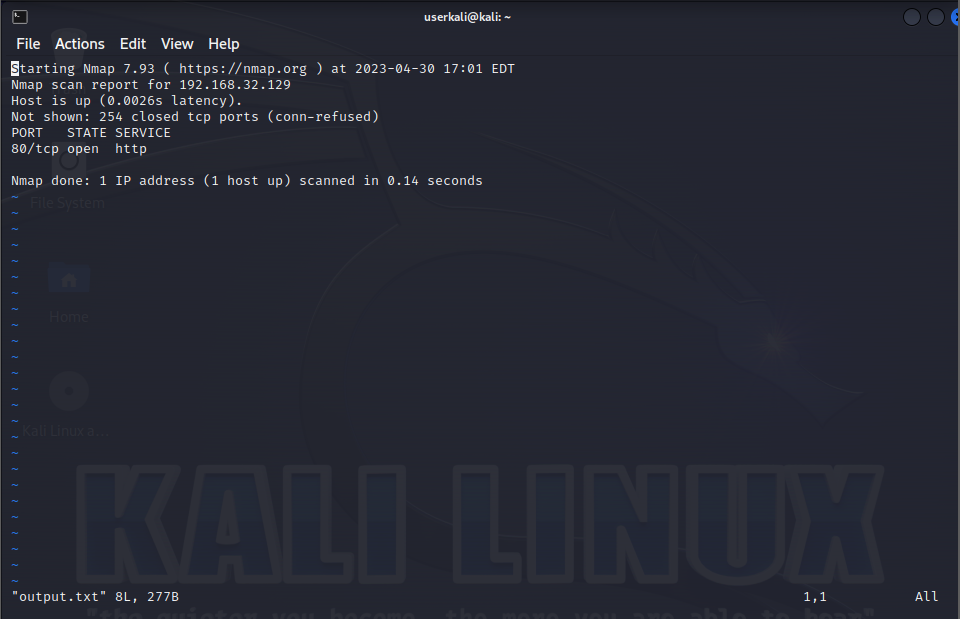 userkali@kali: ~
File Actions Edit View Help
Starting Nmap 7.93 ( https://nmap.org ) at 2023-04-30 17:01 EDT
Nmap scan report for 192.168.32.129
Host is up (0.0026s latency).
Not shown: 254 closed tcp ports (conn-refused)
PORT   STATE SERVICE
80/tcp open  http
Nmap done: 1 IP address (1 host up) scanned in 0.14 seconds
~
~
File System
~
~
~
~
~
~
~
Home
~
~
~
~
~
~
~
Kali Linux a...
~
~
~
~
~
~
~
~
~
~
KALI LINUX
"output.txt" 8L, 277B 1,1 All
"the quieter you become, the more you are able to hear"